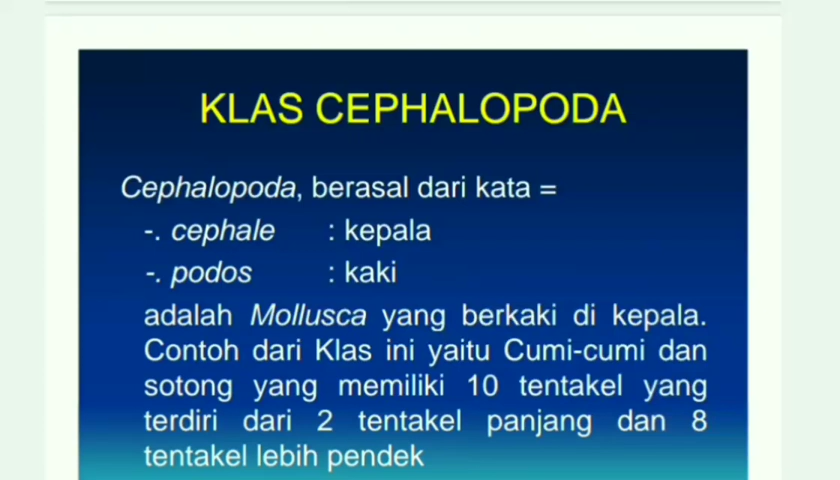 KLAS CEPHALOPODA
Cephalopoda, berasal dari kata =
-. cephale : kepala
-. podos : kaki
adalah Mollusca yang berkaki di kepala.
Contoh dari Klas ini yaitu Cumi-cumi dan
sotong yang memiliki 10 tentakel yang
terdiri dari 2 tentakel panjang dan 8
tentakel lebih pendek